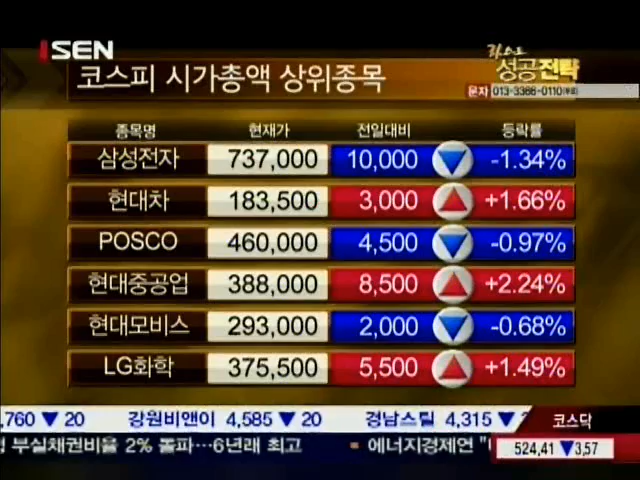 SEN
성공전략
코스피 시가총액 상위종목
문자 013-3366-0110
종목명 현재가 전일대비 등락률
삼성전자 737,000 10,000 ▼ -1.34%
현대차 183,500 3,000 ▲ +1.66%
POSCO 460,000 4,500 ▼ -0.97%
현대중공업 388,000 8,500 ▲ +2.24%
현대모비스 293,000 2,000 ▼ -0.68%
LG화학 375,500 5,500 ▲ +1.49%
,760 ▼ 20 강원비앤이 4,585 ▼ 20 경남스틸 4,315 ▼ 코스닥
부실채권비율 2% 돌파…6년래 최고 ■ 에너지경제연 " 524,41 ▼3,57